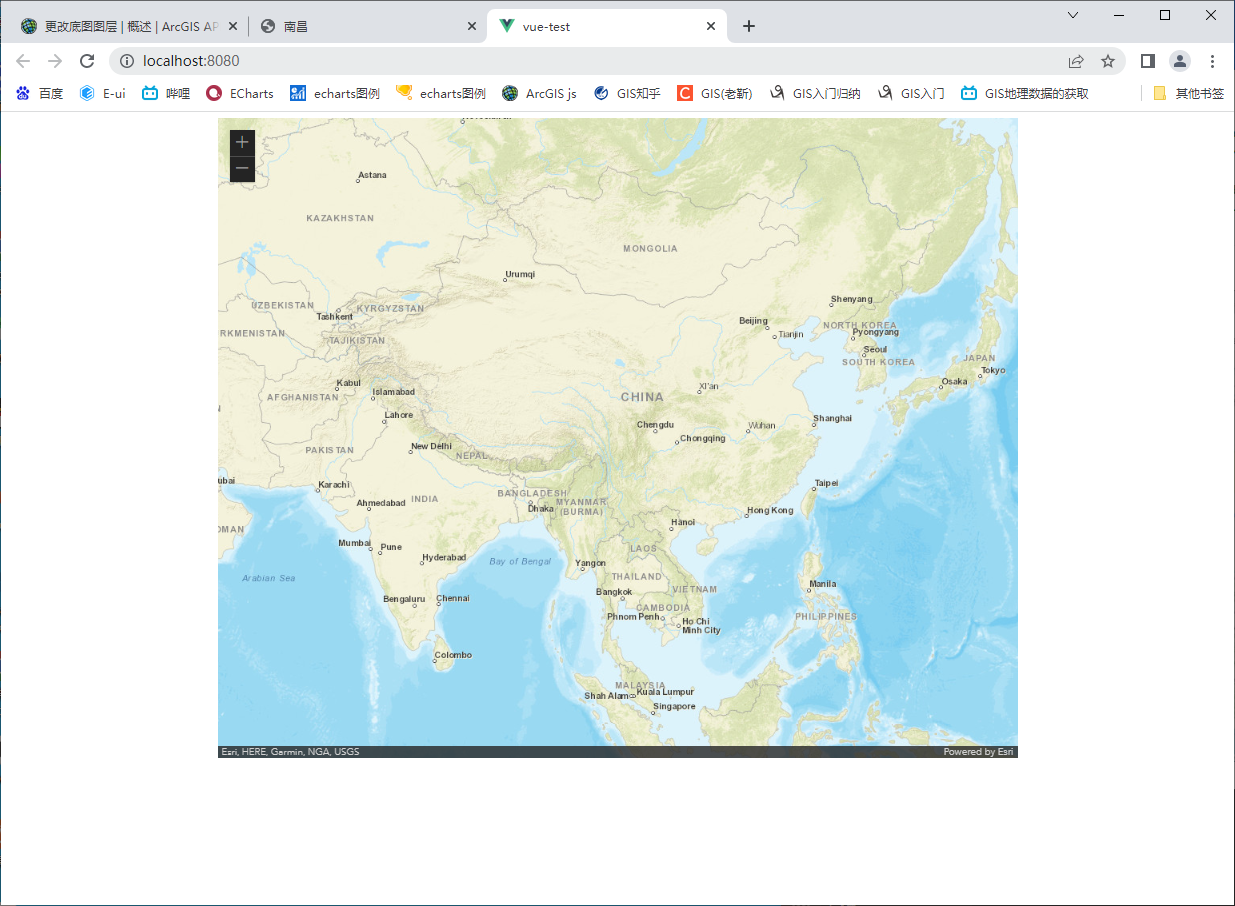 更改底图图层 | 概述 | ArcGIS AP
南昌
vue-test
localhost:8080
百度
E-ui
哔哩
ECharts
echarts图例
echarts图例
ArcGIS js
GIS知乎
GIS(老靳)
GIS入门归纳
GIS入门
GIS地理数据的获取
其他书签
Astana
KAZAKHSTAN
MONGOLIA
Urumqi
UZBEKISTAN
KYRGYZSTAN
Tashkent
RKMENISTAN
TAJIKISTAN
Shenyang
Beijing
Tianjin
NORTH KOREA
Pyongyang
Seoul
SOUTH KOREA
JAPAN
Tokyo
Osaka
Kabul
Islamabad
AFGHANISTAN
Lahore
CHINA
Xi'an
Chengdu
Chongqing
Wuhan
Shanghai
New Delhi
PAKISTAN
NEPAL
Karachi
ubai
Ahmedabad
INDIA
BANGLADESH
Dhaka
MYANMAR
(BURMA)
Taipei
Hong Kong
OMAN
Hanoi
Mumbai
Pune
Hyderabad
Bay of Bengal
LAOS
Yangon
Arabian Sea
THAILAND
VIETNAM
Manila
Bangkok
Bengaluru
Chennai
CAMBODIA
Phnom Penh
Ho Chi
Minh City
PHILIPPINES
Colombo
MALAYSIA
Shah Alam
Kuala Lumpur
Singapore
Esri, HERE, Garmin, NGA, USGS
Powered by Esri